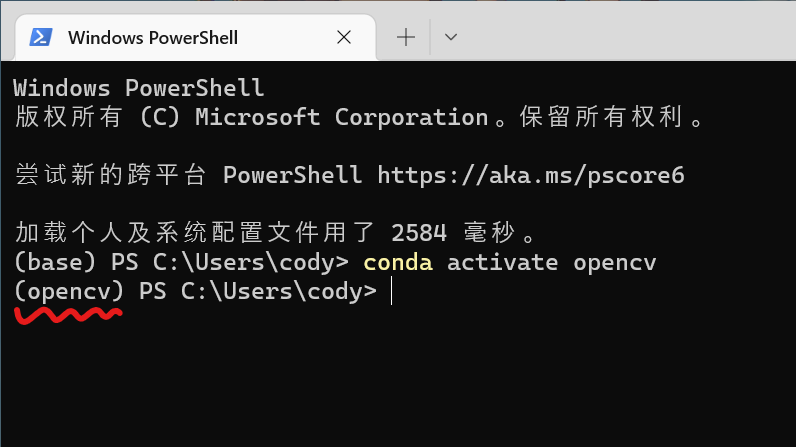 Windows PowerShell
Windows PowerShell
版权所有 (C) Microsoft Corporation。保留所有权利。
尝试新的跨平台 PowerShell https://aka.ms/pscore6
加载个人及系统配置文件用了 2584 毫秒。
(base) PS C:\Users\cody> conda activate opencv
(opencv) PS C:\Users\cody>